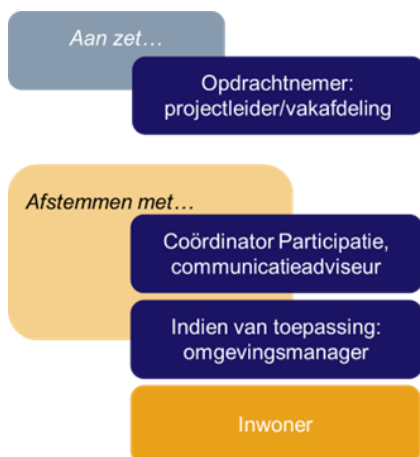 Aan zet…
Opdrachtnemer:
projectleider/vakafdeling
Afstemmen met…
Coördinator Participatie,
communicatieadviseur
Indien van toepassing:
omgevingsmanager
Inwoner